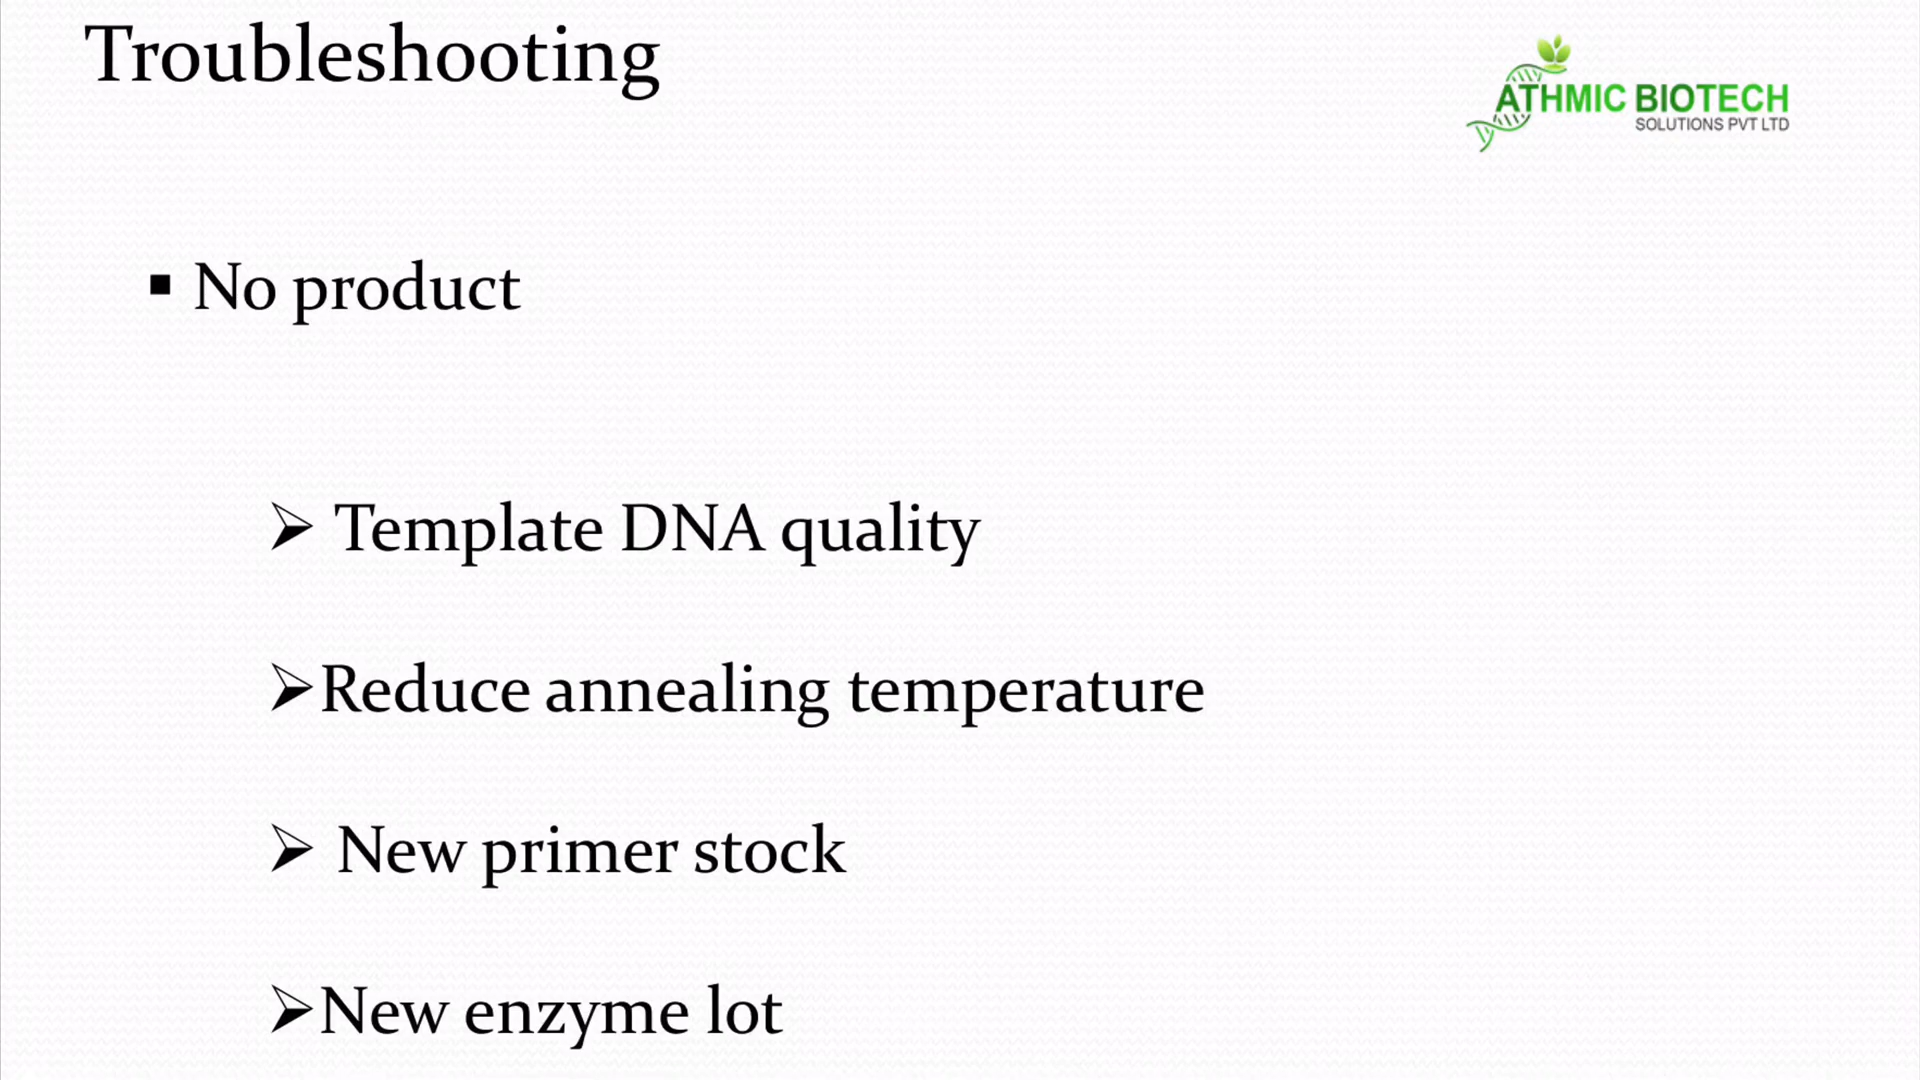 Troubleshooting
ATHMIC BIOTECH
SOLUTIONS PVT LTD
▪ No product
➢ Template DNA quality
➢Reduce annealing temperature
➢ New primer stock
➢New enzyme lot